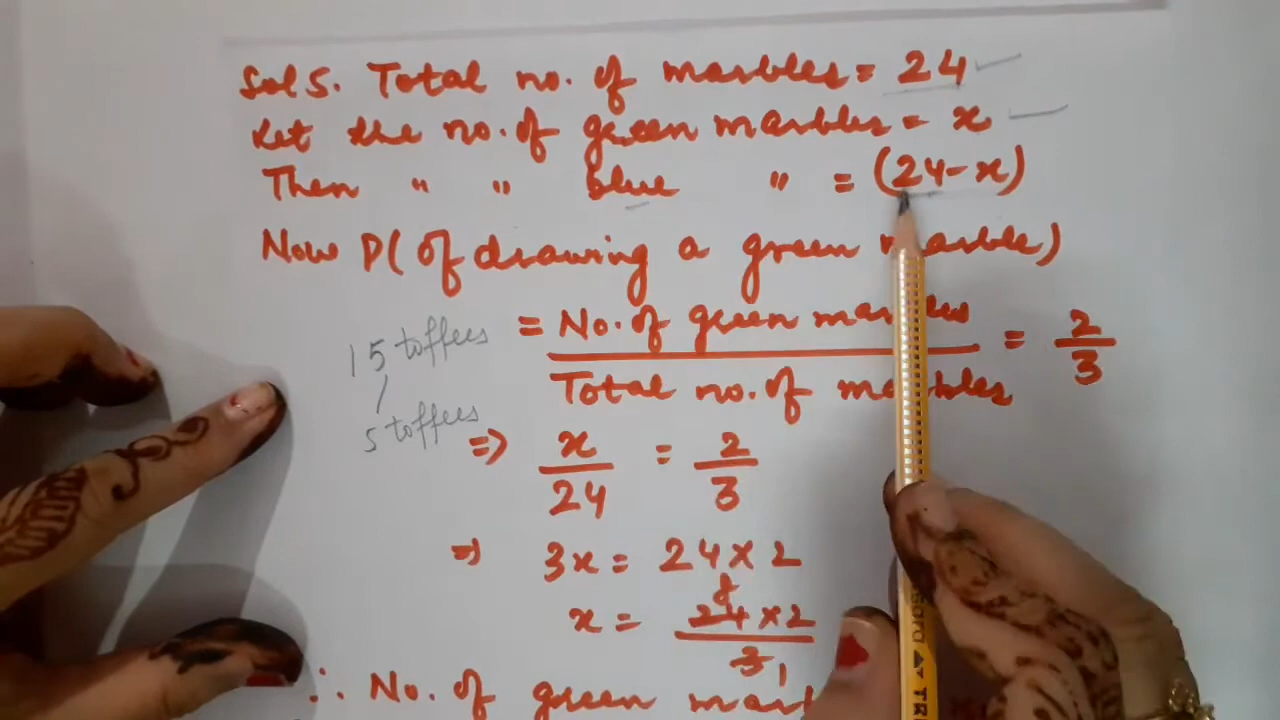 Sol 5. Total no. of marbles = 24
Let the no. of green marbles = x
Then " " blue " = (24-x)
Now P( of drawing a green marble)
= No. of green marbles / Total no. of marbles = 2/3
15 toffees
5 toffees
=> x/24 = 2/3
=> 3x = 24 x 2
8
x = 24 x 2 / 3 1
∴ No. of green